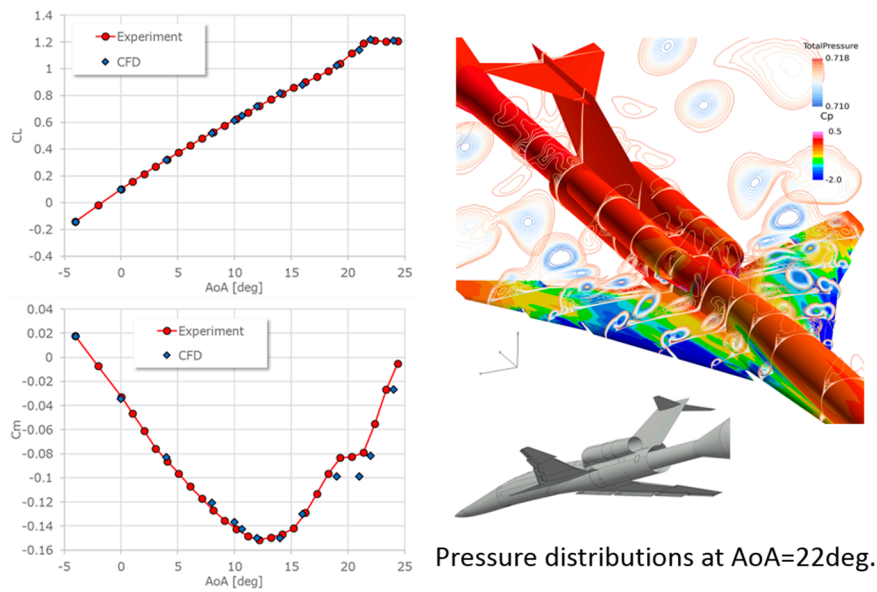 1.4
1.2
1.0
0.8
0.6
0.4
0.2
0
-0.2
-0.4
CL
Experiment
CFD
-5 0 5 10 15 20 25
AoA [deg]
0.04
0.02
0
-0.02
-0.04
-0.06
-0.08
-0.1
-0.12
-0.14
-0.16
Cm
Experiment
CFD
-5 0 5 10 15 20 25
AoA [deg]
TotalPressure
0.718
0.710
Cp
0.5
-2.0
Pressure distributions at AoA=22deg.